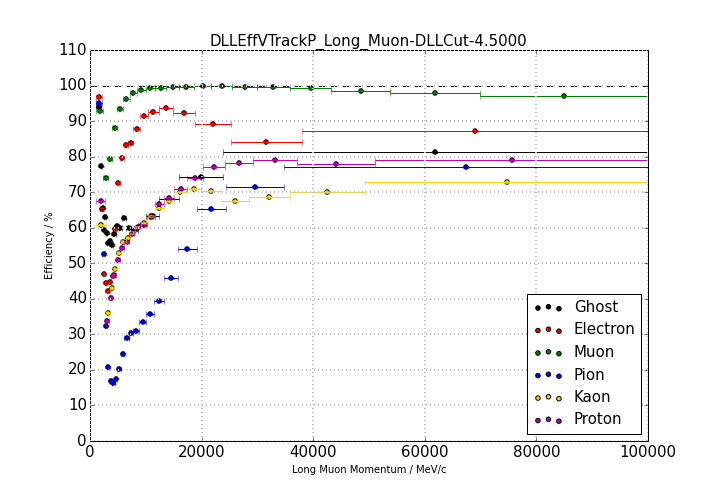 DLLEffVTrackP_Long_Muon-DLLCut-4.5000
110
100
90
80
70
60
50
40
30
20
10
0
Efficiency / %
Ghost
Electron
Muon
Pion
Kaon
Proton
0 20000 40000 60000 80000 100000
Long Muon Momentum / MeV/c